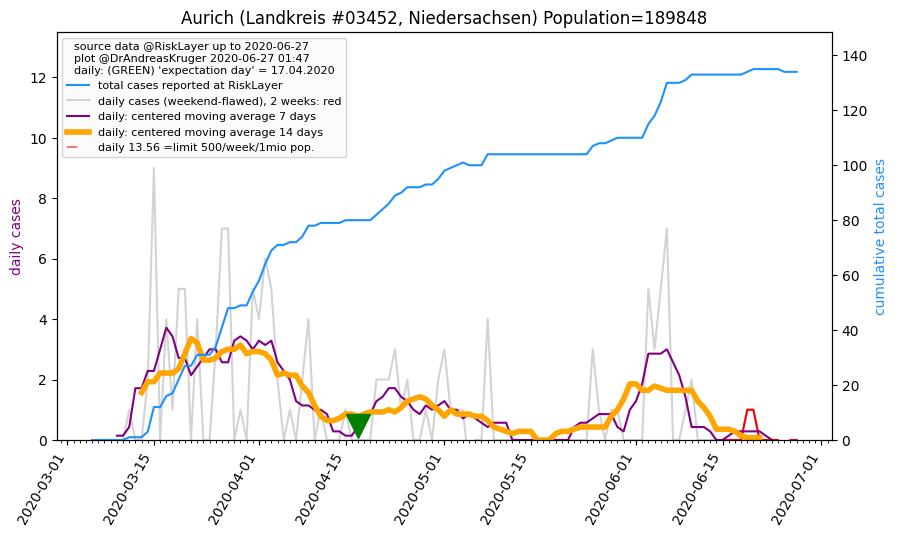 Aurich (Landkreis #03452, Niedersachsen) Population=189848
source data @RiskLayer up to 2020-06-27
plot @DrAndreasKruger 2020-06-27 01:47
daily: (GREEN) 'expectation day' = 17.04.2020
total cases reported at RiskLayer
daily cases (weekend-flawed), 2 weeks: red
daily: centered moving average 7 days
daily: centered moving average 14 days
daily 13.56 =limit 500/week/1mio pop.
daily cases
12
10
8
6
4
2
0
cumulative total cases
140
120
100
80
60
40
20
0
2020-03-01
2020-03-15
2020-04-01
2020-04-15
2020-05-01
2020-05-15
2020-06-01
2020-06-15
2020-07-01